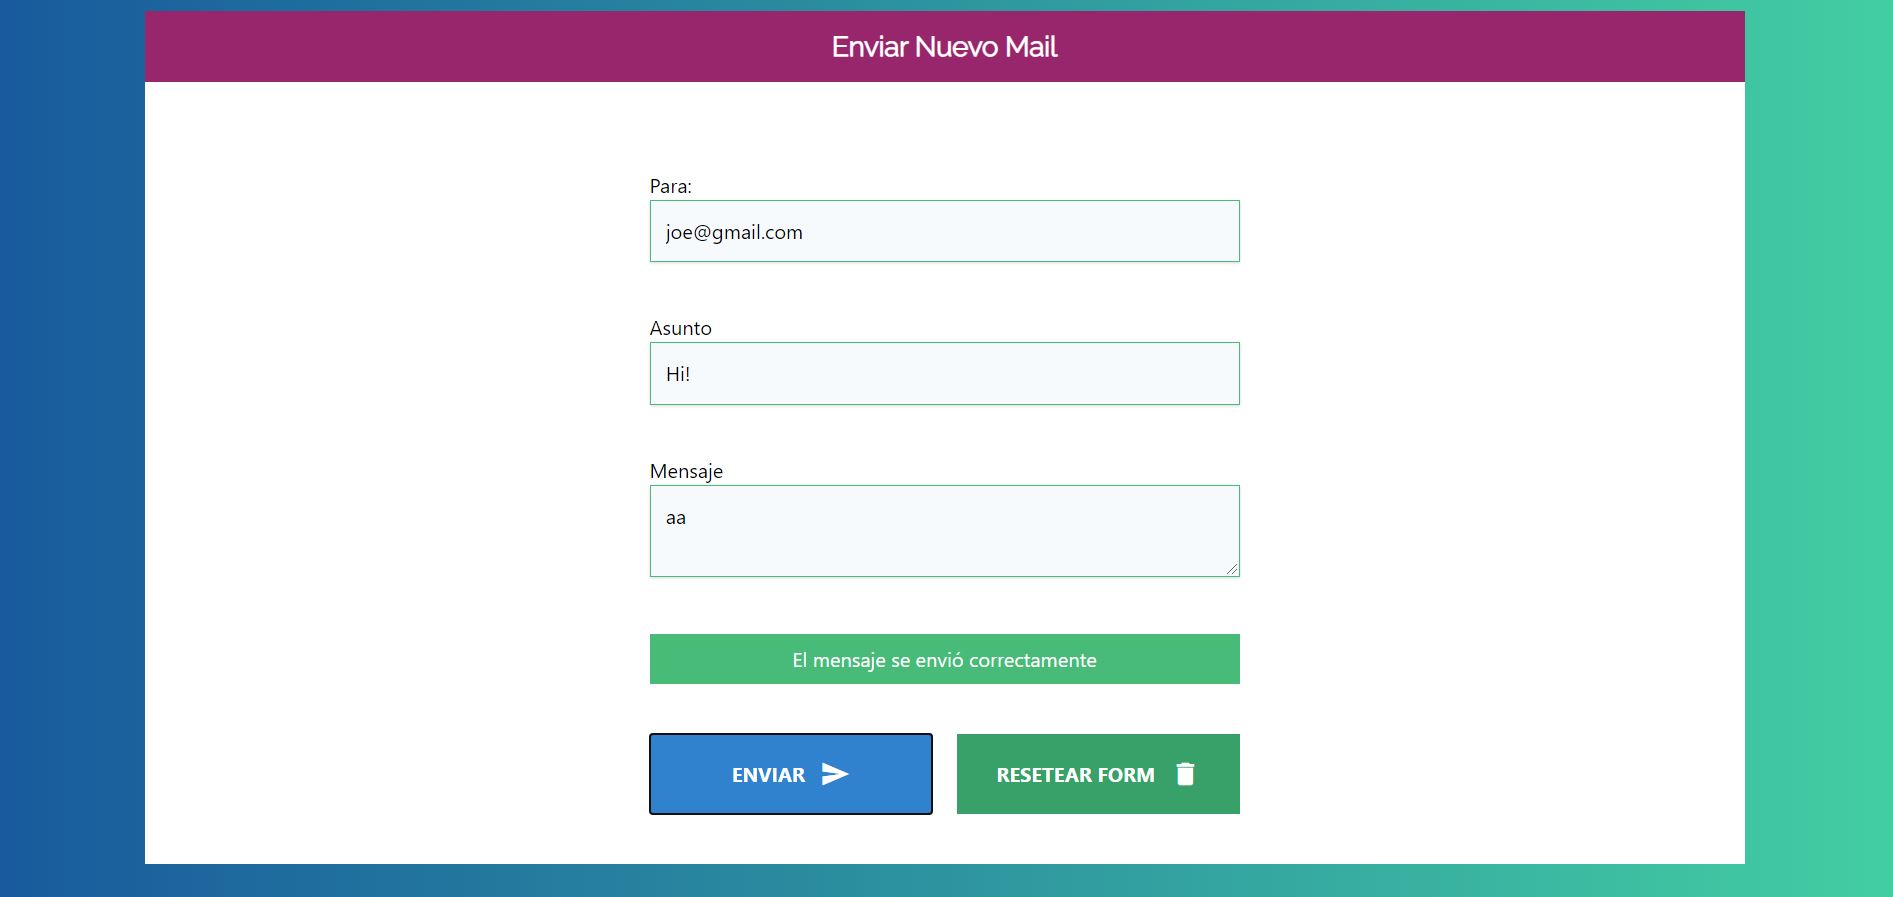 Enviar Nuevo Mail
Para:
joe@gmail.com
Asunto
Hi!
Mensaje
aa
El mensaje se envió correctamente
ENVIAR
RESETEAR FORM